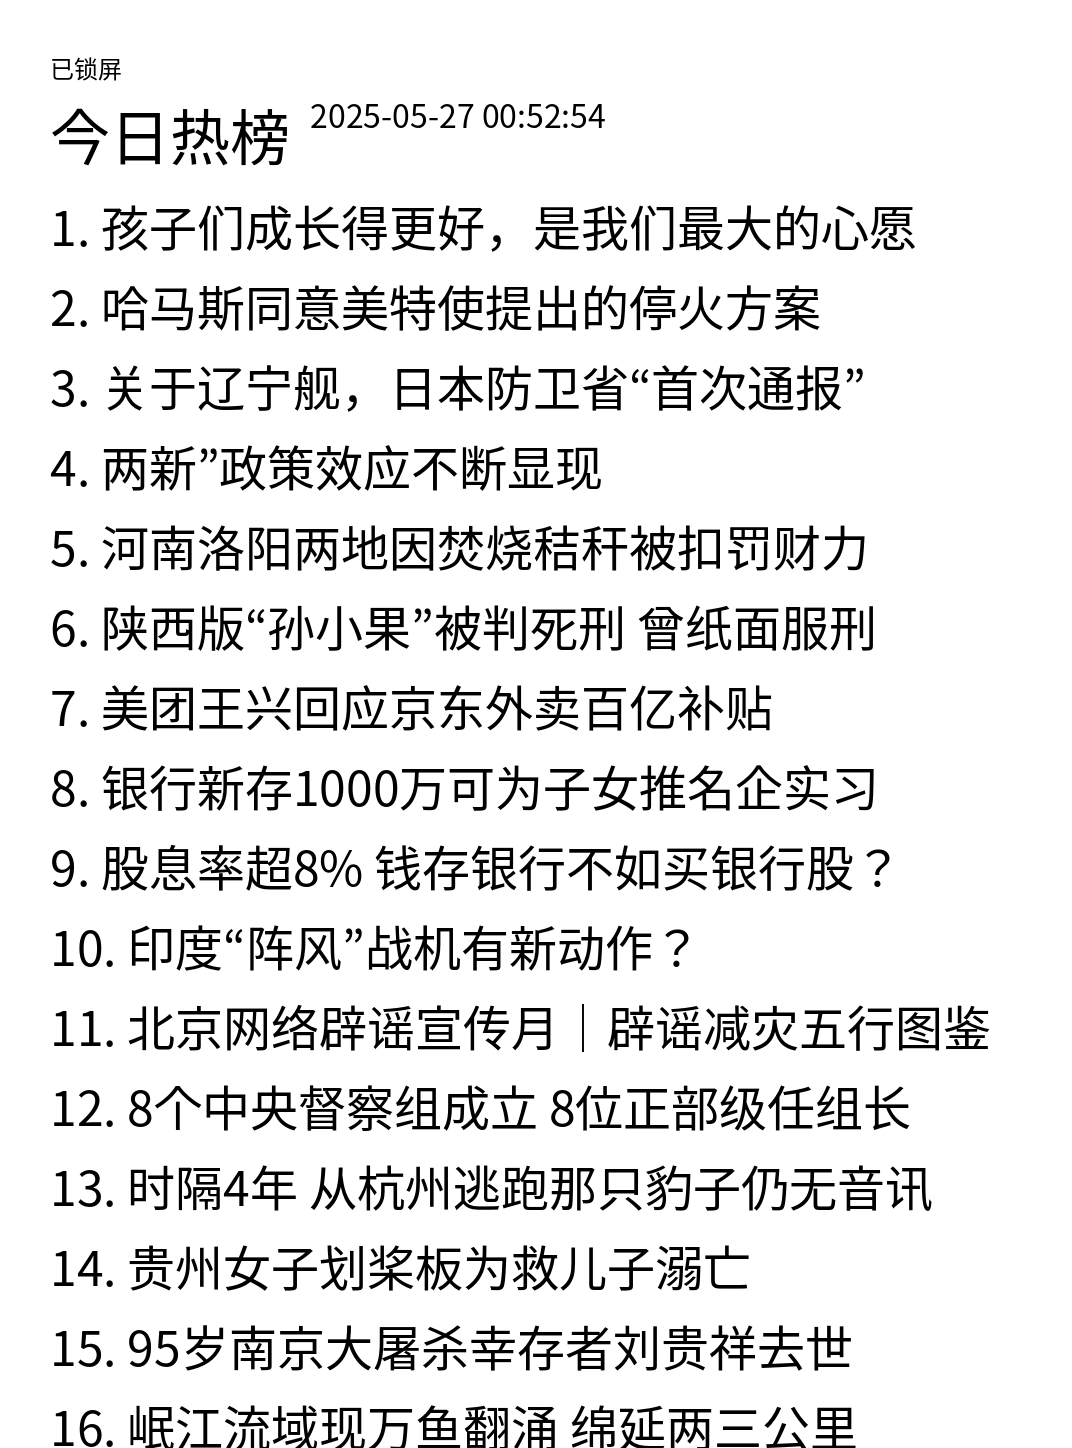 已锁屏
今日热榜 2025-05-27 00:52:54
1. 孩子们成长得更好，是我们最大的心愿
2. 哈马斯同意美特使提出的停火方案
3. 关于辽宁舰，日本防卫省“首次通报”
4. 两新”政策效应不断显现
5. 河南洛阳两地因焚烧秸秆被扣罚财力
6. 陕西版“孙小果”被判死刑 曾纸面服刑
7. 美团王兴回应京东外卖百亿补贴
8. 银行新存1000万可为子女推名企实习
9. 股息率超8% 钱存银行不如买银行股？
10. 印度“阵风”战机有新动作？
11. 北京网络辟谣宣传月｜辟谣减灾五行图鉴
12. 8个中央督察组成立 8位正部级任组长
13. 时隔4年 从杭州逃跑那只豹子仍无音讯
14. 贵州女子划桨板为救儿子溺亡
15. 95岁南京大屠杀幸存者刘贵祥去世
16. 岷江流域现万鱼翻涌 绵延两三公里